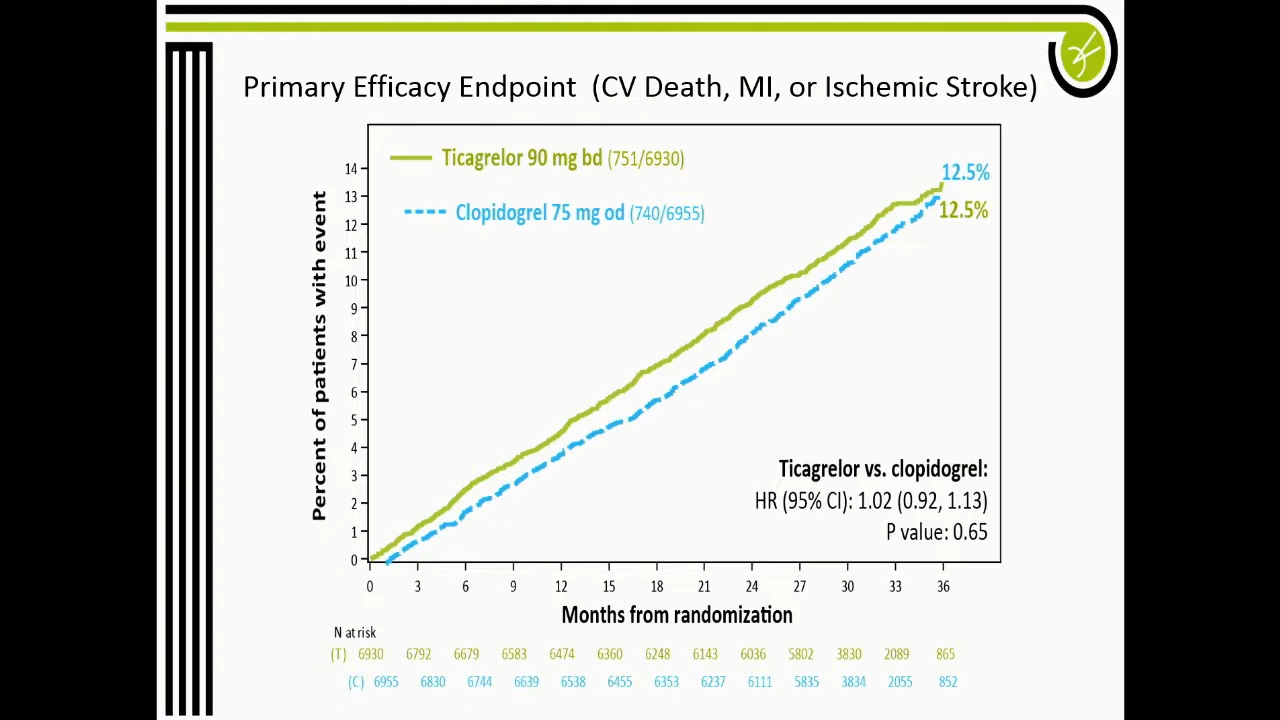 Primary Efficacy Endpoint (CV Death, MI, or Ischemic Stroke)
Ticagrelor 90 mg bd (751/6930)
Clopidogrel 75 mg od (740/6955)
12.5%
12.5%
Percent of patients with event
14
13
12
11
10
9
8
7
6
5
4
3
2
1
0
Ticagrelor vs. clopidogrel:
HR (95% CI): 1.02 (0.92, 1.13)
P value: 0.65
0 3 6 9 12 15 18 21 24 27 30 33 36
Months from randomization
N at risk
(T) 6930 6792 6679 6583 6474 6360 6248 6143 6036 5802 3830 2089 865
(C) 6955 6830 6744 6639 6538 6455 6353 6237 6111 5835 3834 2055 852